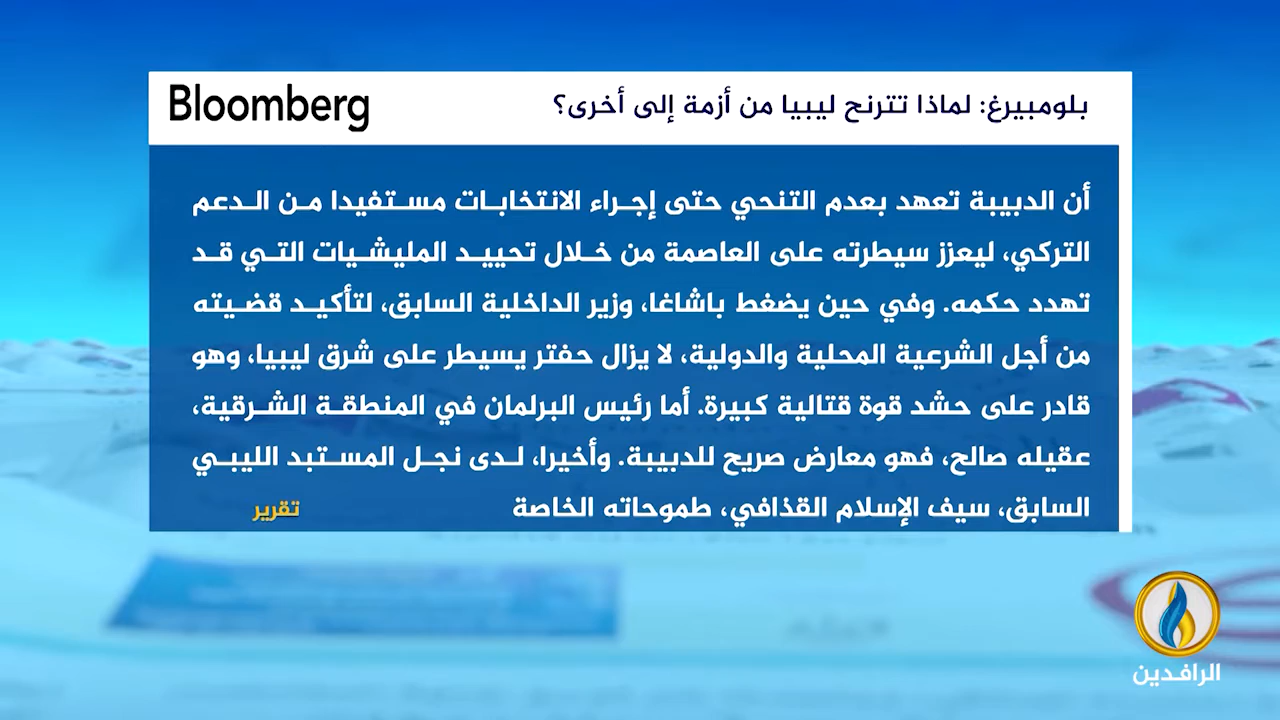 Bloomberg
بلومبيرغ: لماذا تترنح ليبيا من أزمة إلى أخرى؟
أن الدبيبة تعهد بعدم التنحي حتى إجراء الانتخابات مستفيدا من الدعم
التركي، ليعزز سيطرته على العاصمة من خلال تحييد المليشيات التي قد
تهدد حكمه. وفي حين يضغط باشاغا، وزير الداخلية السابق، لتأكيد قضيته
من أجل الشرعية المحلية والدولية، لا يزال حفتر يسيطر على شرق ليبيا، وهو
قادر على حشد قوة قتالية كبيرة. أما رئيس البرلمان في المنطقة الشرقية،
عقيله صالح، فهو معارض صريح للدبيبة. وأخيرا، لدى نجل المستبد الليبي
السابق، سيف الإسلام القذافي، طموحاته الخاصة
تقرير
الرافدين